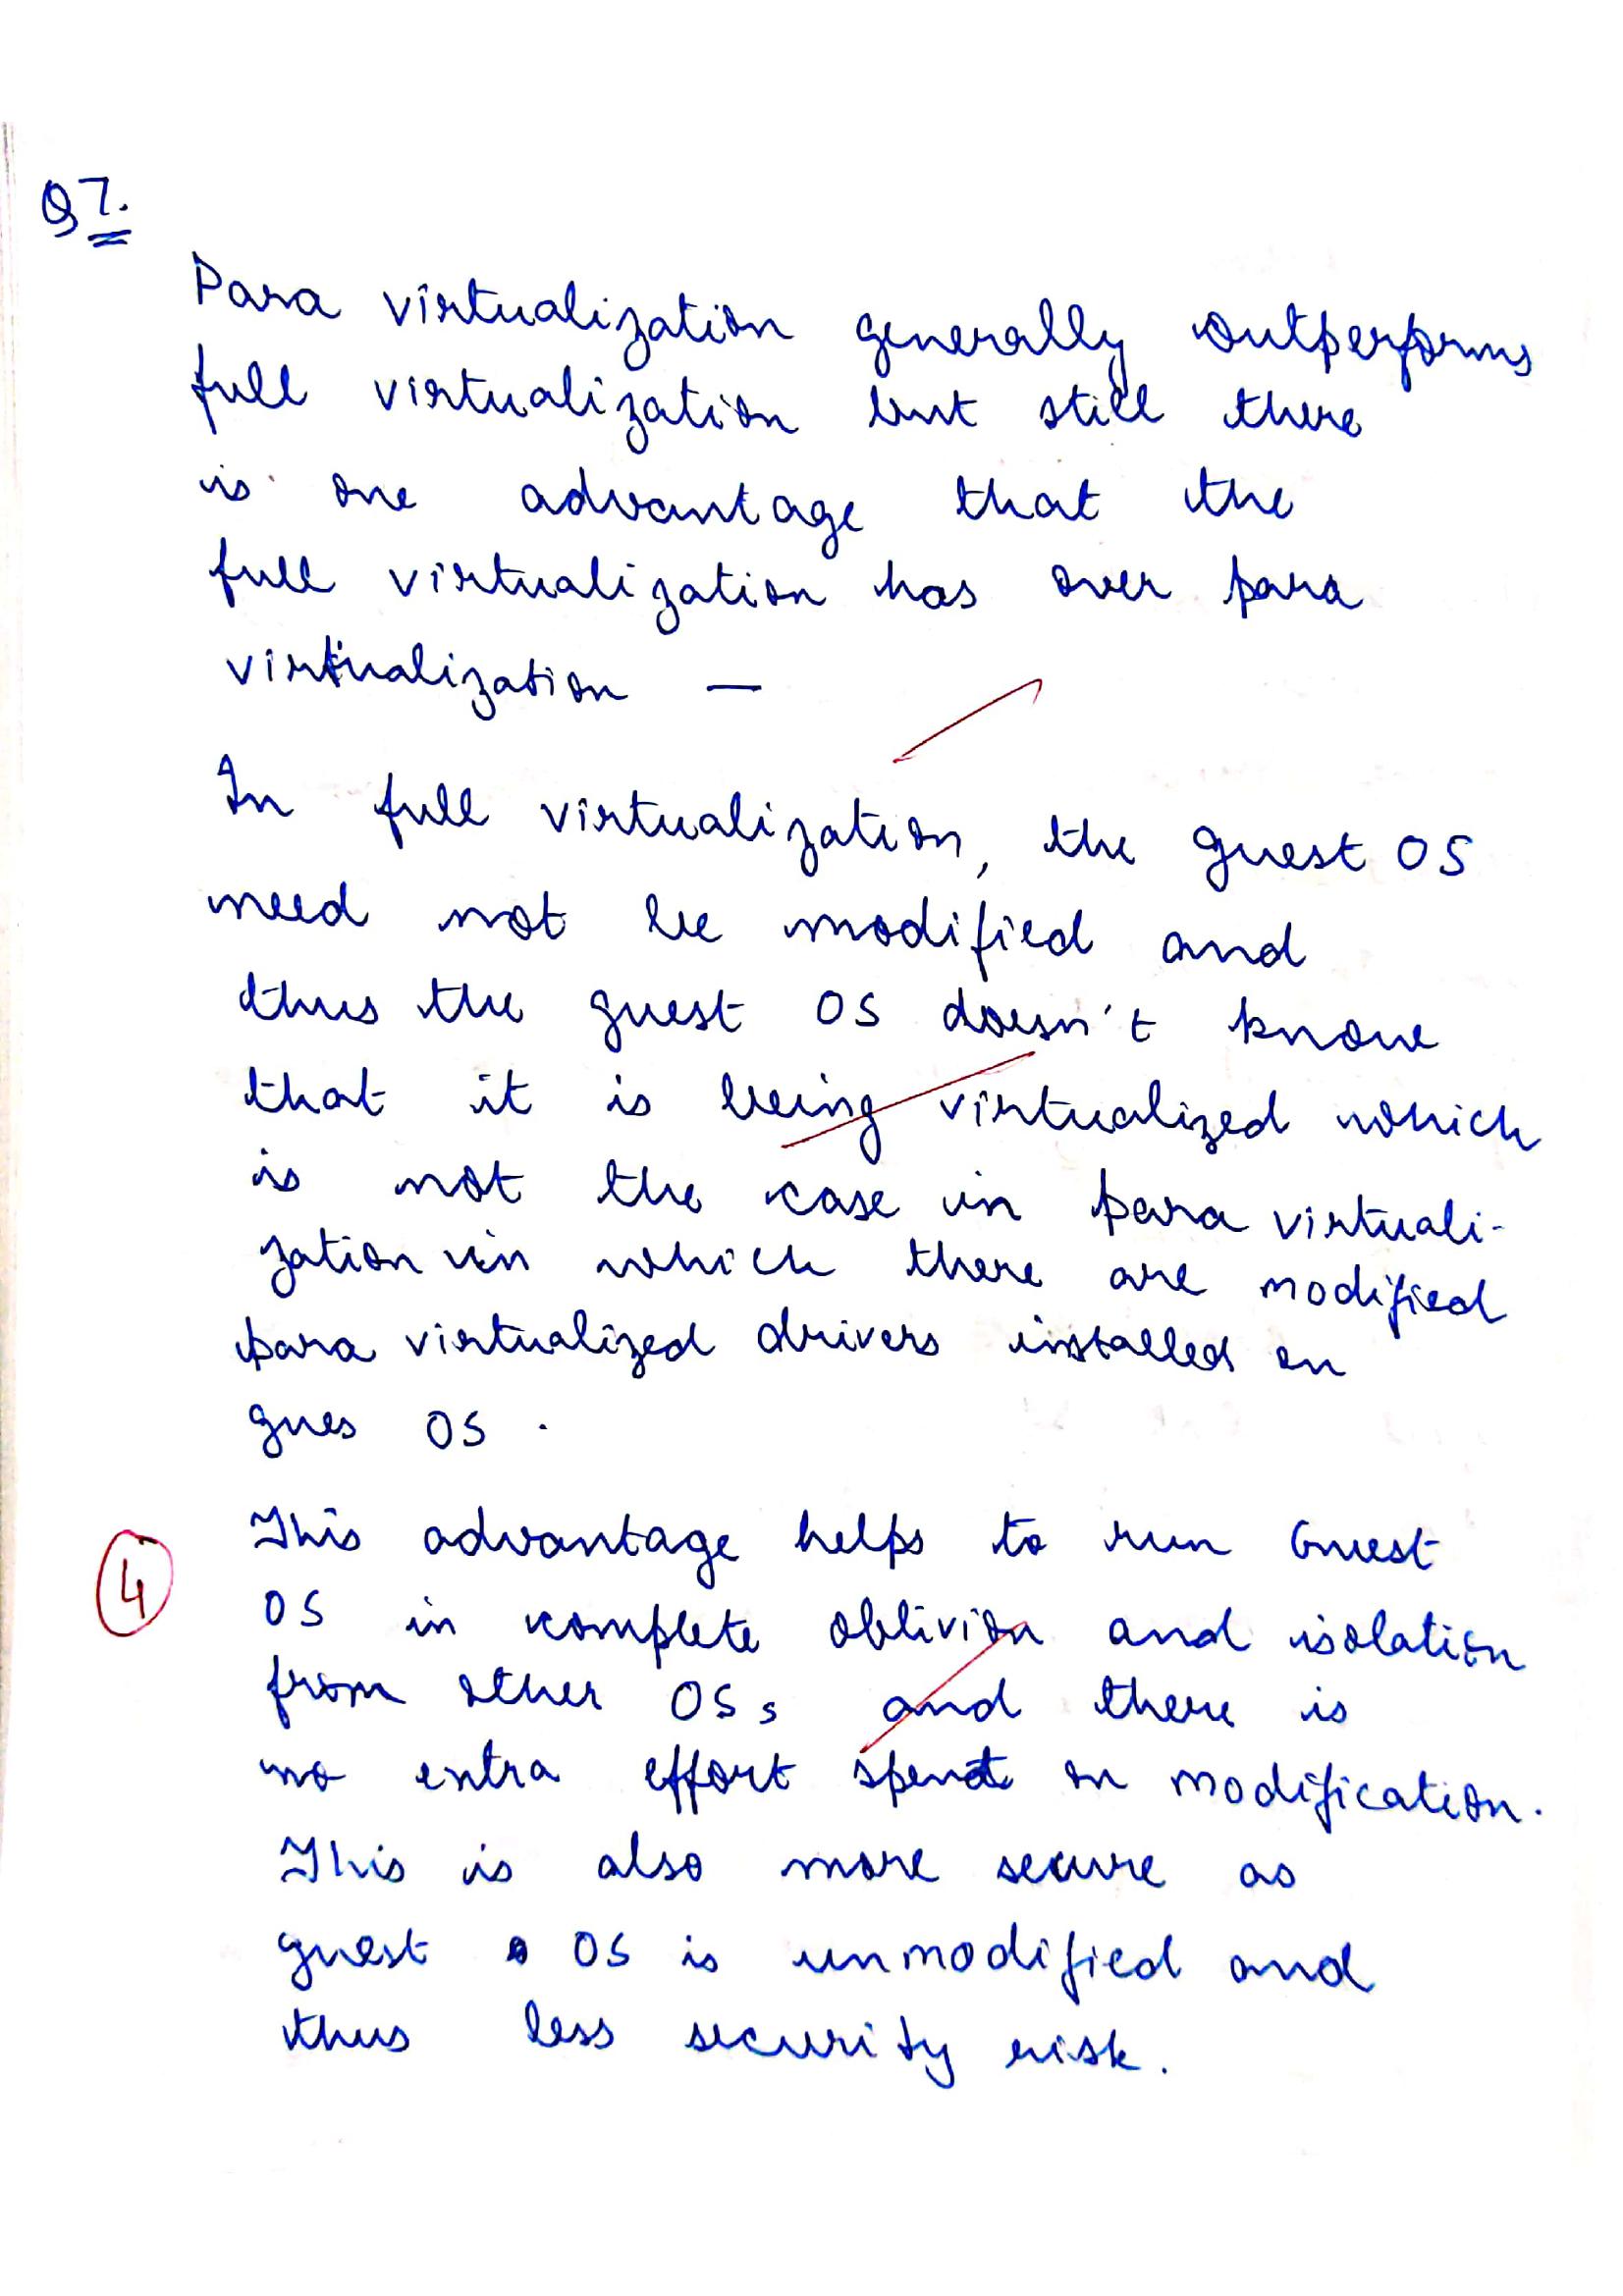 Q7.
Para virtualization generally outperforms
full virtualization but still there
is one advantage that the
full virtualization has over para
virtualization —
In full virtualization, the guest OS
need not be modified and
thus the guest OS doesn't know
that it is being virtualized which
is not the case in para virtuali-
zation in which there are modified
para virtualized drivers installed on
gues OS.
This advantage helps to run Guest
④ OS in complete oblivion and isolation
from other OSs and there is
no extra effort spent on modification.
This is also more secure as
guest OS is unmodified and
thus less security risk.